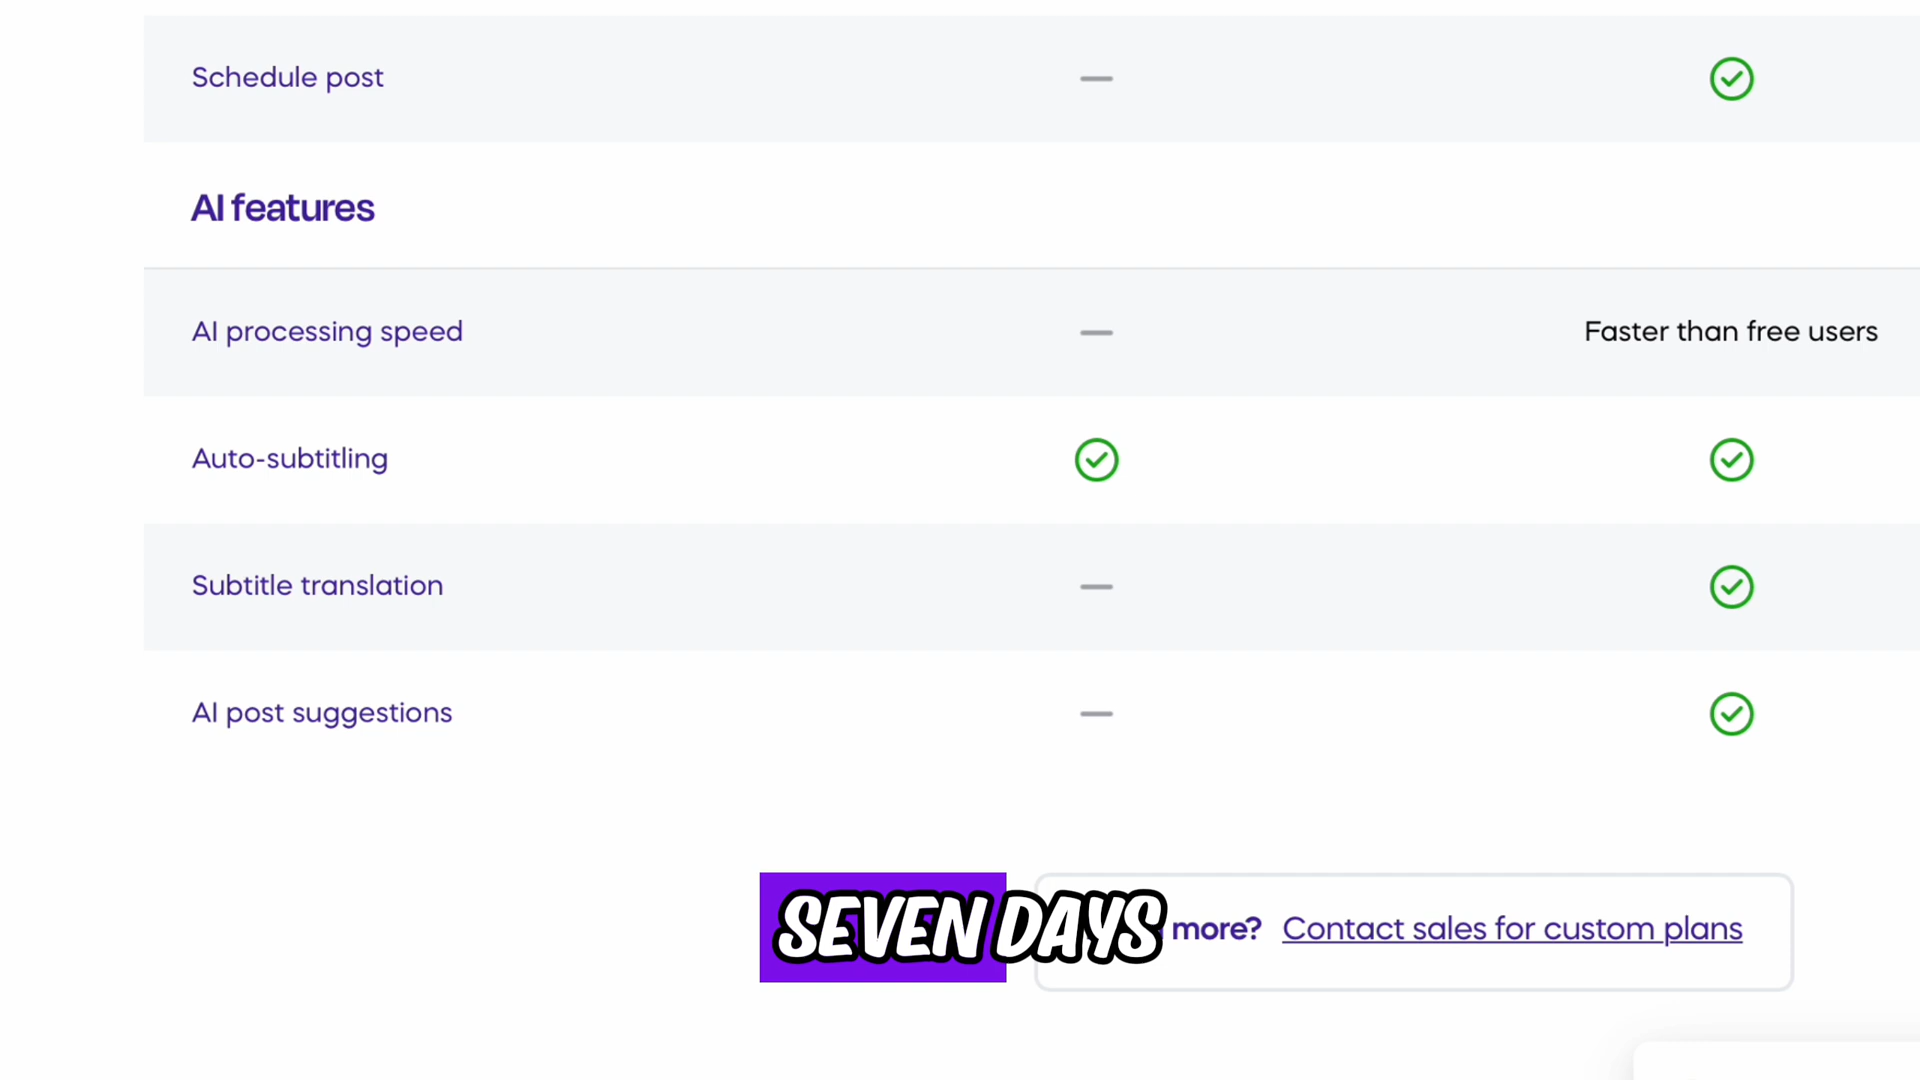 Schedule post
AI features
AI processing speed Faster than free users
Auto-subtitling
Subtitle translation
AI post suggestions
SEVEN DAYS more? Contact sales for custom plans